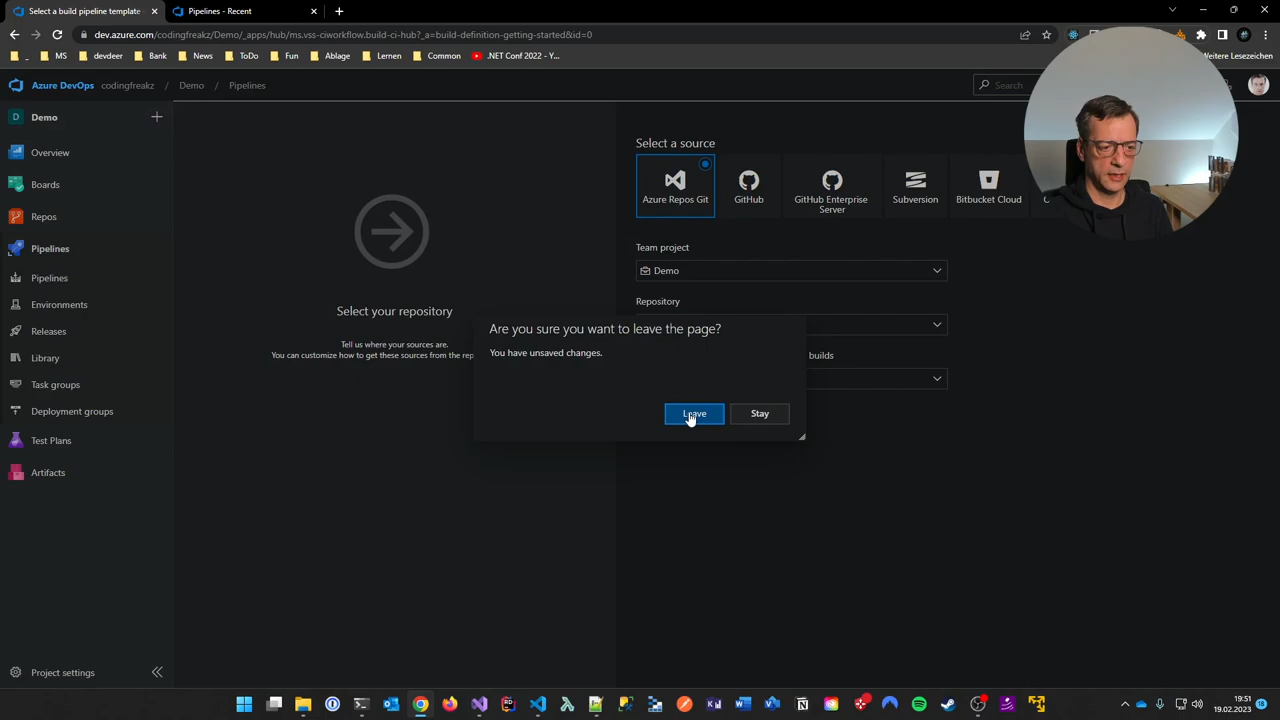 Select a build pipeline template -
Pipelines - Recent
dev.azure.com/codingfreakz/Demo/_apps/hub/ms.vss-ciworkflow.build-ci-hub?_a=build-definition-getting-started&id=0
_
MS
devdeer
Bank
News
ToDo
Fun
Ablage
Lernen
Common
.NET Conf 2022 - Y...
Weitere Lesezeichen
Azure DevOps
codingfreakz / Demo / Pipelines
Search
D Demo
Overview
Boards
Repos
Pipelines
Pipelines
Environments
Releases
Library
Task groups
Deployment groups
Test Plans
Artifacts
Project settings
Select your repository
Tell us where your sources are.
You can customize how to get these sources from the rep
Select a source
Azure Repos Git
GitHub
GitHub Enterprise
Server
Subversion
Bitbucket Cloud
Team project
Demo
Repository
builds
Are you sure you want to leave the page?
You have unsaved changes.
Leave
Stay
19:51
19.02.2023